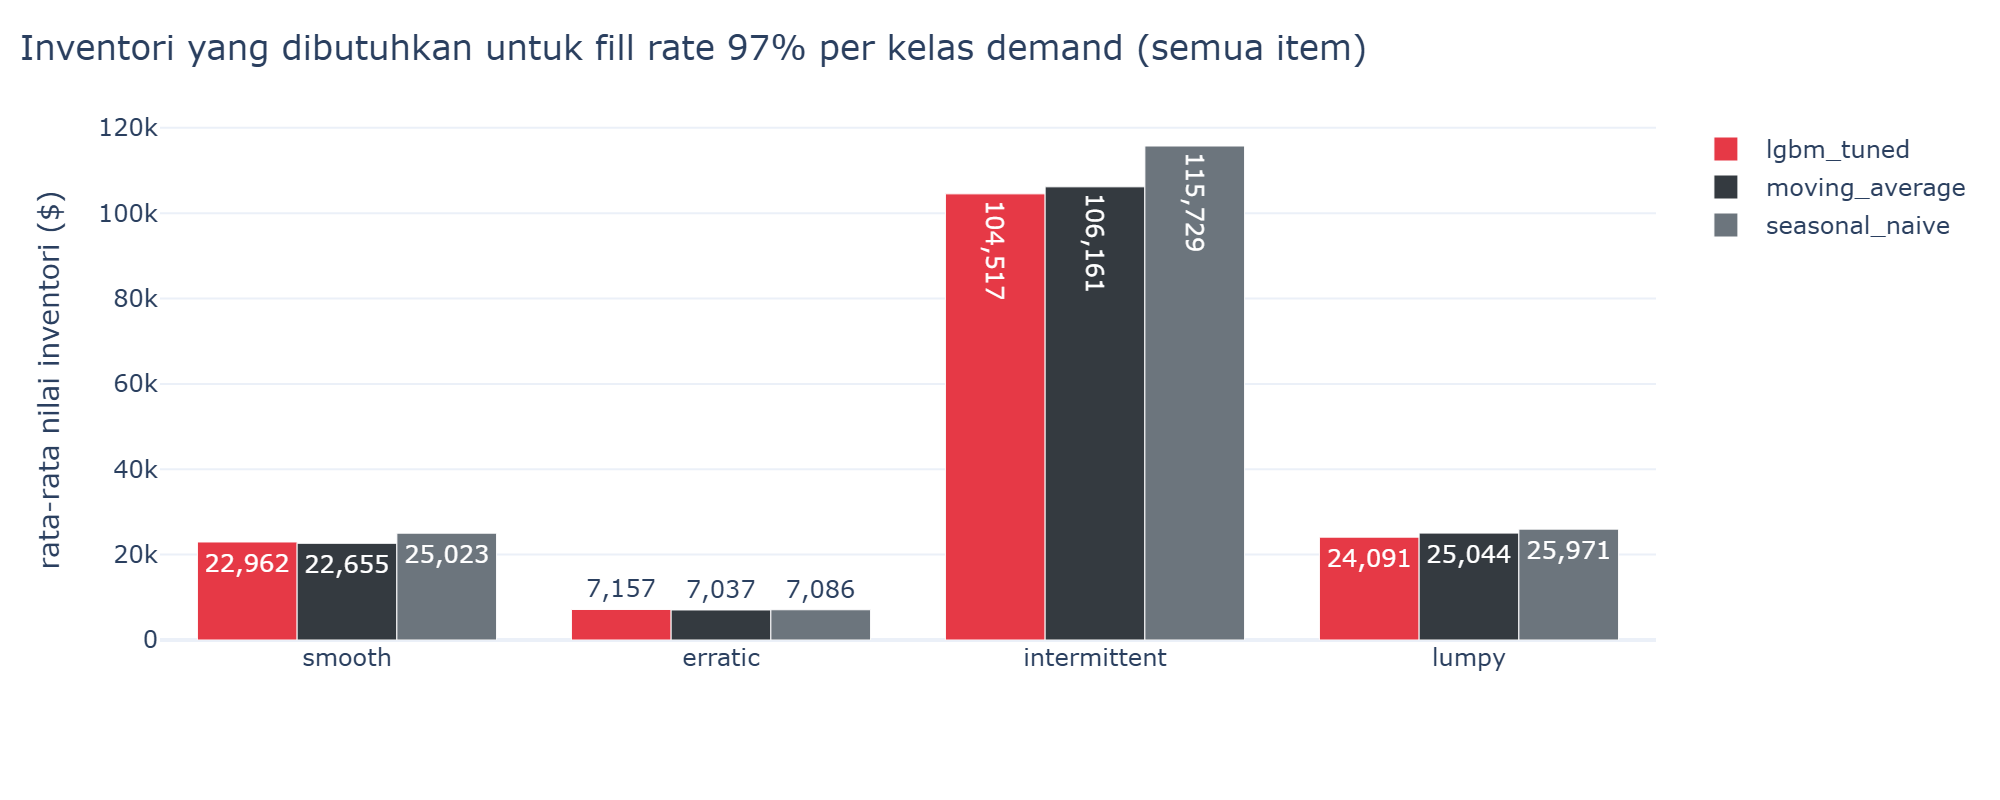 Inventori yang dibutuhkan untuk fill rate 97% per kelas demand (semua item)
rata-rata nilai inventori ($)
120k
100k
80k
60k
40k
20k
0
22,962
22,655
25,023
7,157
7,037
7,086
104,517
106,161
115,729
24,091
25,044
25,971
smooth
erratic
intermittent
lumpy
lgbm_tuned
moving_average
seasonal_naive